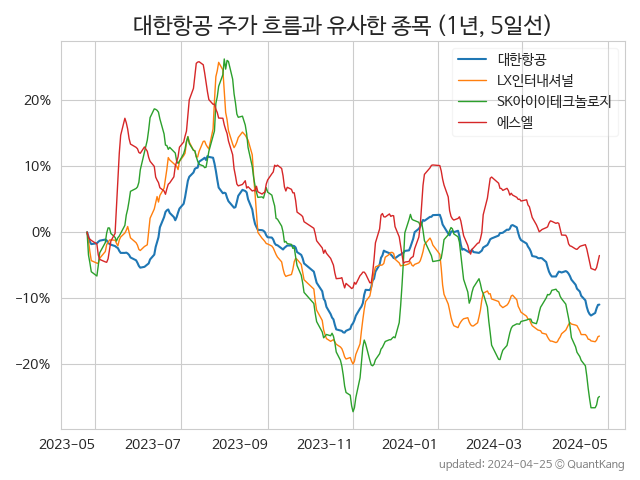 대한항공 주가 흐름과 유사한 종목 (1년, 5일선)
대한항공
LX인터내셔널
SK아이이테크놀로지
에스엘
20%
10%
0%
−10%
−20%
2023-05 2023-07 2023-09 2023-11 2024-01 2024-03 2024-05
updated: 2024-04-25 © QuantKang